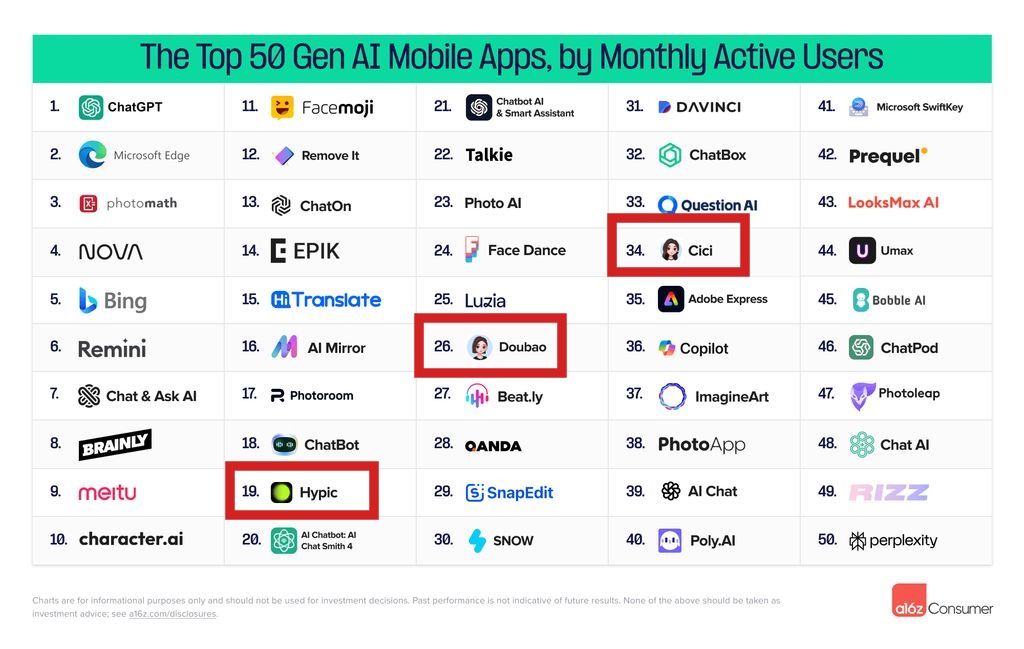 The Top 50 Gen AI Mobile Apps, by Monthly Active Users
1. ChatGPT
2. Microsoft Edge
3. photomath
4. NOVA
5. Bing
6. Remini
7. Chat & Ask AI
8. BRAINLY
9. meitu
10. character.ai
11. Facemoji
12. Remove It
13. ChatOn
14. EPIK
15. Hi Translate
16. AI Mirror
17. Photoroom
18. ChatBot
19. Hypic
20. AI Chatbot: AI
Chat Smith 4
21. Chatbot AI
& Smart Assistant
22. Talkie
23. Photo AI
24. Face Dance
25. Luzia
26. Doubao
27. Beat.ly
28. QANDA
29. SnapEdit
30. SNOW
31. DAVINCI
32. ChatBox
33. Question AI
34. Cici
35. Adobe Express
36. Copilot
37. ImagineArt
38. PhotoApp
39. AI Chat
40. Poly.AI
41. Microsoft SwiftKey
42. Prequel
43. LooksMax AI
44. U Umax
45. Bobble AI
46. ChatPod
47. Photoleap
48. Chat AI
49. RIZZ
50. perplexity
Charts are for informational purposes only and should not be used for investment decisions. Past performance is not indicative of future results. None of the above should be taken as
investment advice; see a16z.com/disclosures.
a16z Consumer